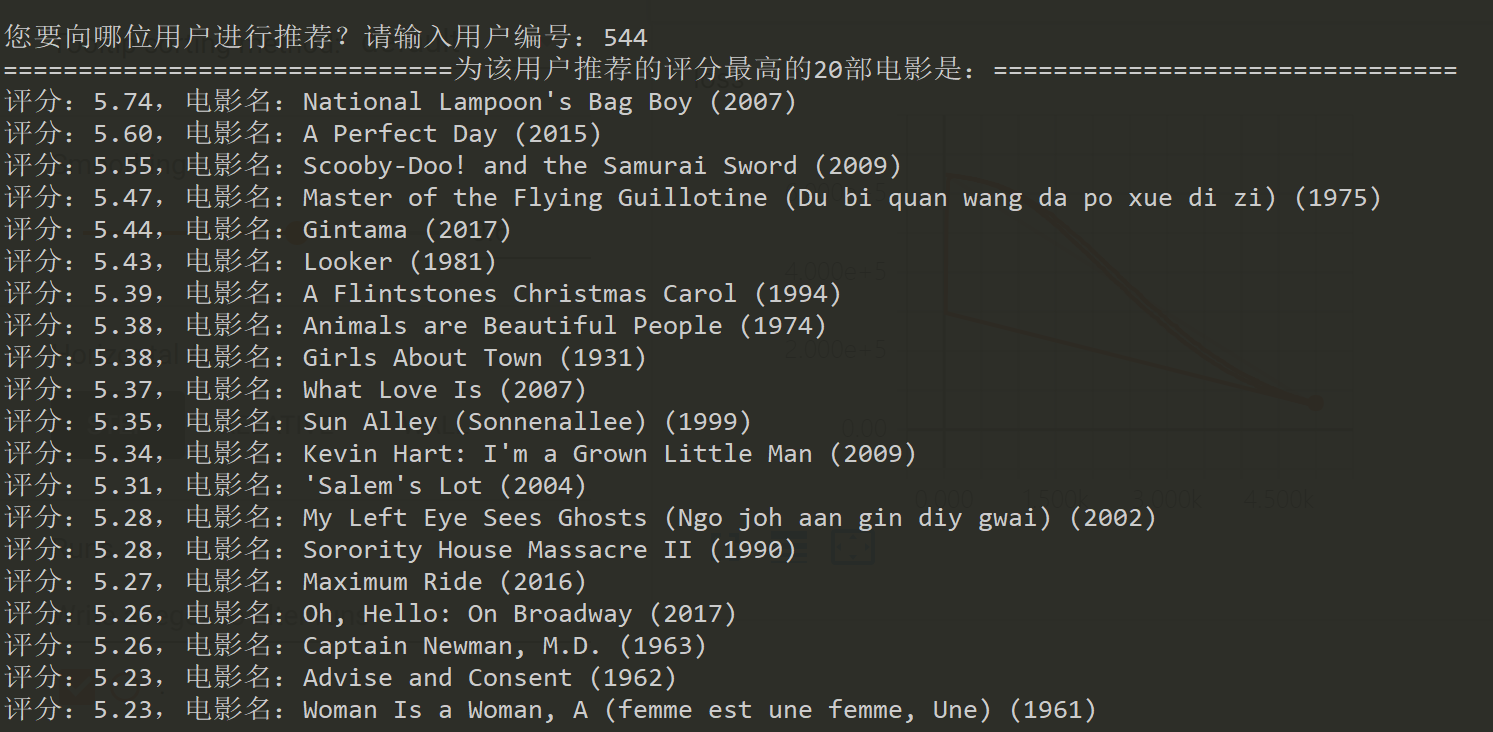 您要向哪位用户进行推荐？请输入用户编号：544
==============================为该用户推荐的评分最高的20部电影是：===============================
评分：5.74，电影名：National Lampoon's Bag Boy (2007)
评分：5.60，电影名：A Perfect Day (2015)
评分：5.55，电影名：Scooby-Doo! and the Samurai Sword (2009)
评分：5.47，电影名：Master of the Flying Guillotine (Du bi quan wang da po xue di zi) (1975)
评分：5.44，电影名：Gintama (2017)
评分：5.43，电影名：Looker (1981)
评分：5.39，电影名：A Flintstones Christmas Carol (1994)
评分：5.38，电影名：Animals are Beautiful People (1974)
评分：5.38，电影名：Girls About Town (1931)
评分：5.37，电影名：What Love Is (2007)
评分：5.35，电影名：Sun Alley (Sonnenallee) (1999)
评分：5.34，电影名：Kevin Hart: I'm a Grown Little Man (2009)
评分：5.31，电影名：'Salem's Lot (2004)
评分：5.28，电影名：My Left Eye Sees Ghosts (Ngo joh aan gin diy gwai) (2002)
评分：5.28，电影名：Sorority House Massacre II (1990)
评分：5.27，电影名：Maximum Ride (2016)
评分：5.26，电影名：Oh, Hello: On Broadway (2017)
评分：5.26，电影名：Captain Newman, M.D. (1963)
评分：5.23，电影名：Advise and Consent (1962)
评分：5.23，电影名：Woman Is a Woman, A (femme est une femme, Une) (1961)